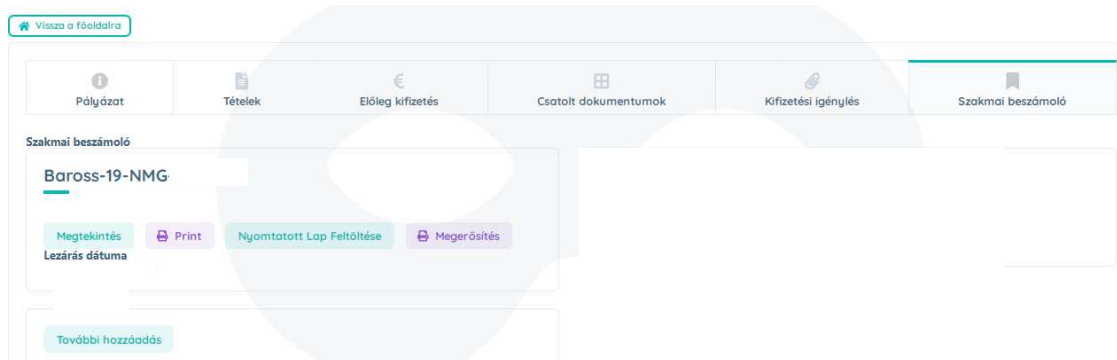 Vissza a főoldalra
Pályázat Tételek Előleg kifizetés Csatolt dokumentumok Kifizetési igénylés Szakmai beszámoló
Szakmai beszámoló
Baross-19-NMG-
Megtekintés Print Nyomtatott Lap Feltöltése Megerősítés
Lezárás dátuma
További hozzáadás